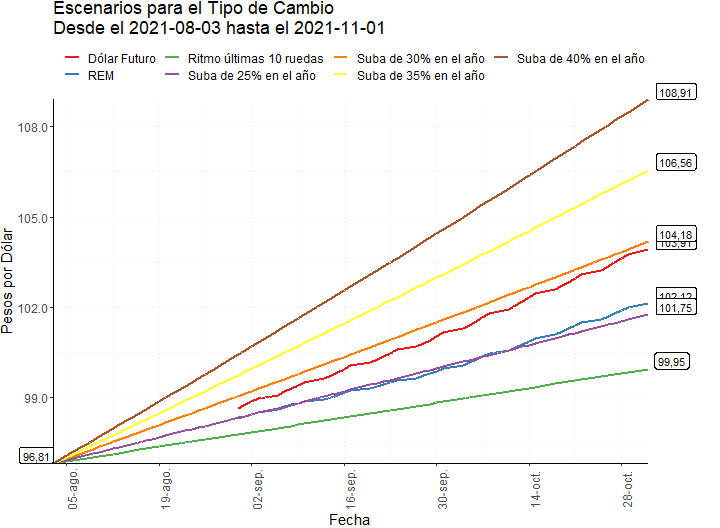 Escenarios para el Tipo de Cambio
Desde el 2021-08-03 hasta el 2021-11-01
Dólar Futuro Ritmo últimas 10 ruedas Suba de 30% en el año Suba de 40% en el año
REM Suba de 25% en el año Suba de 35% en el año
108,91
108.0
106,56
105.0
104,18
103,91
Pesos por Dólar
102,12
102.0
101,75
99,95
99.0
96,81
05-ago. 19-ago. 02-sep. 16-sep. 30-sep. 14-oct. 28-oct.
Fecha